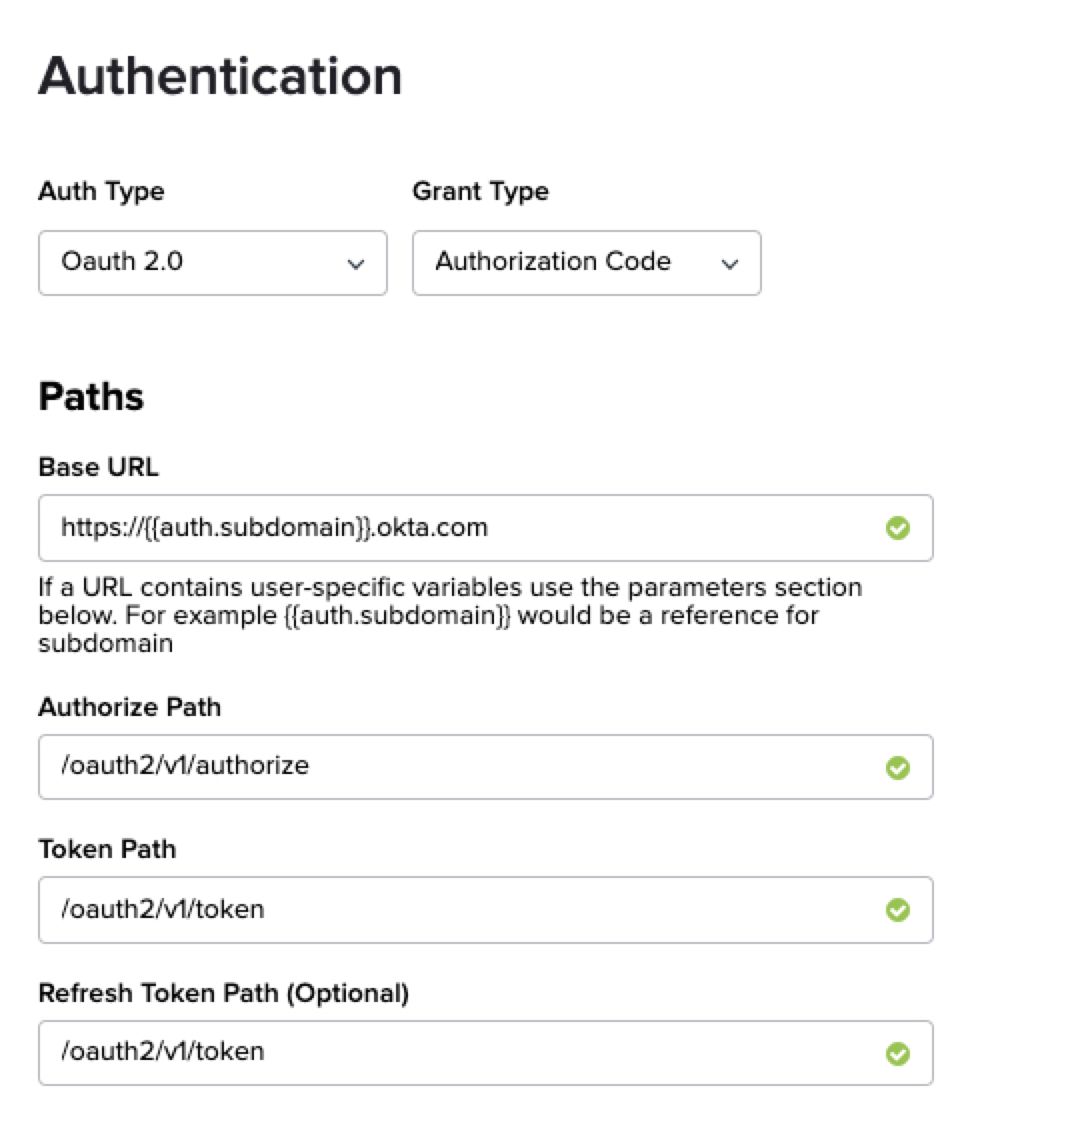 Authentication
Auth Type
Grant Type
Oauth 2.0
Authorization Code
Paths
Base URL
https://{{auth.subdomain}}.okta.com
If a URL contains user-specific variables use the parameters section
below. For example {{auth.subdomain}} would be a reference for
subdomain
Authorize Path
/oauth2/v1/authorize
Token Path
/oauth2/v1/token
Refresh Token Path (Optional)
/oauth2/v1/token